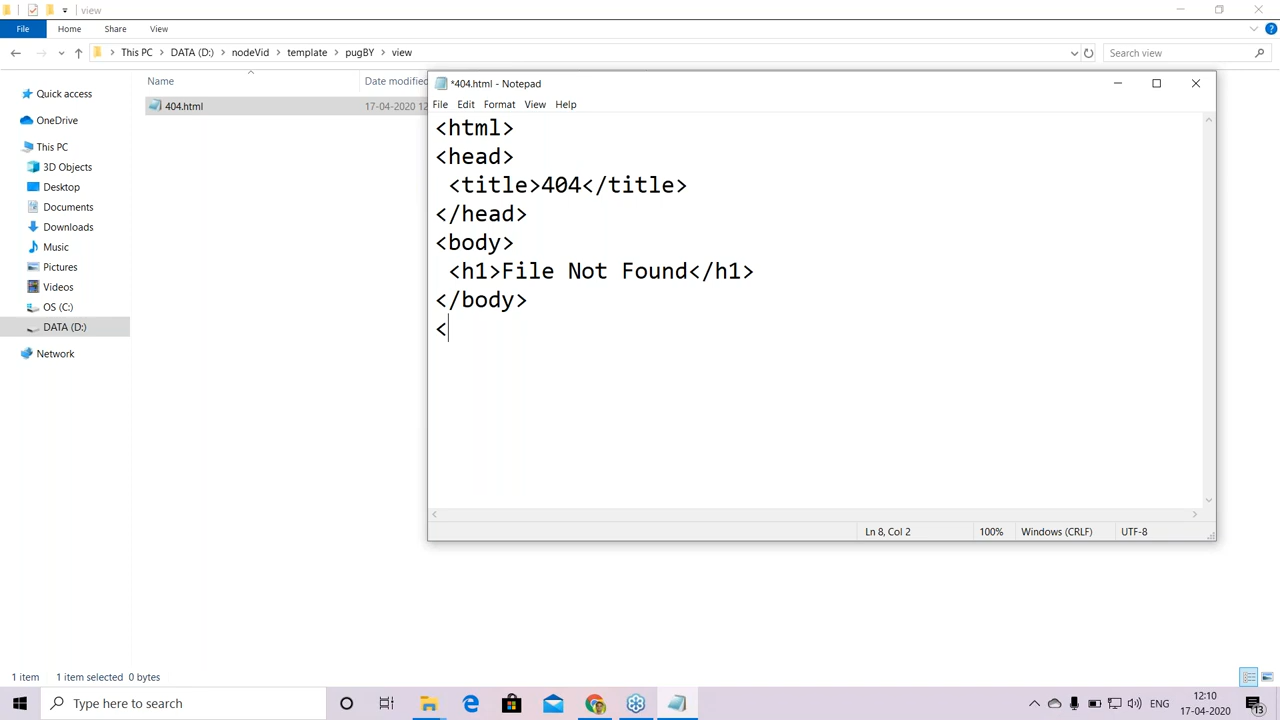 view
File Home Share View
This PC DATA (D:) nodeVid template pugBY view
Search view
Quick access
OneDrive
This PC
3D Objects
Desktop
Documents
Downloads
Music
Pictures
Videos
OS (C:)
DATA (D:)
Network
Name Date modified
404.html 17-04-2020 12
*404.html - Notepad
File Edit Format View Help
<html>
<head>
<title>404</title>
</head>
<body>
<h1>File Not Found</h1>
</body>
<
Ln 8, Col 2 100% Windows (CRLF) UTF-8
1 item 1 item selected 0 bytes
Type here to search
ENG
12:10
17-04-2020
13